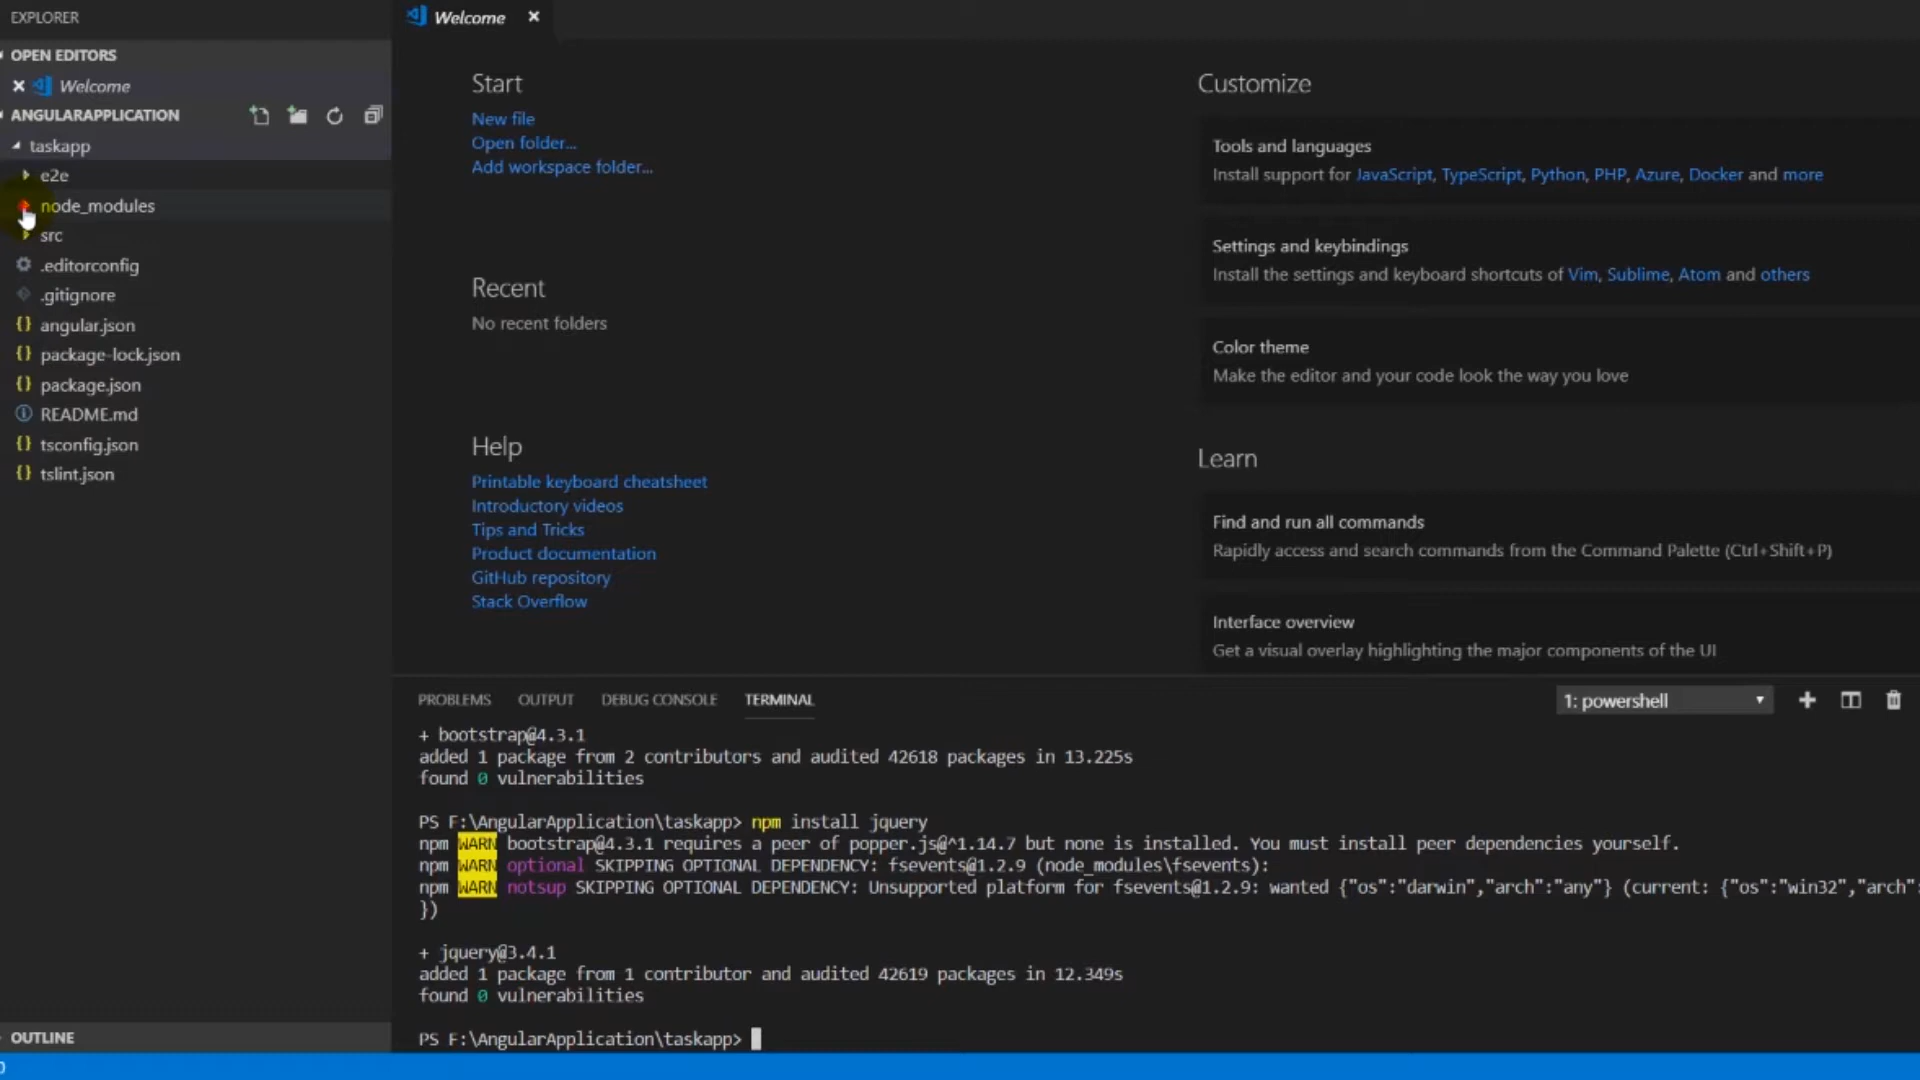 EXPLORER
OPEN EDITORS
Welcome
ANGULARAPPLICATION
taskapp
e2e
node_modules
src
.editorconfig
.gitignore
angular.json
package-lock.json
package.json
README.md
tsconfig.json
tslint.json
OUTLINE
Welcome
Start
New file
Open folder...
Add workspace folder...
Recent
No recent folders
Help
Printable keyboard cheatsheet
Introductory videos
Tips and Tricks
Product documentation
GitHub repository
Stack Overflow
Customize
Tools and languages
Install support for JavaScript, TypeScript, Python, PHP, Azure, Docker and more
Settings and keybindings
Install the settings and keyboard shortcuts of Vim, Sublime, Atom and others
Color theme
Make the editor and your code look the way you love
Learn
Find and run all commands
Rapidly access and search commands from the Command Palette (Ctrl+Shift+P)
Interface overview
Get a visual overlay highlighting the major components of the UI
PROBLEMS OUTPUT DEBUG CONSOLE TERMINAL 1: powershell
+ bootstrap@4.3.1
added 1 package from 2 contributors and audited 42618 packages in 13.225s
found 0 vulnerabilities
PS F:\AngularApplication\taskapp> npm install jquery
npm WARN bootstrap@4.3.1 requires a peer of popper.js@^1.14.7 but none is installed. You must install peer dependencies yourself.
npm WARN optional SKIPPING OPTIONAL DEPENDENCY: fsevents@1.2.9 (node_modules\fsevents):
npm WARN notsup SKIPPING OPTIONAL DEPENDENCY: Unsupported platform for fsevents@1.2.9: wanted {"os":"darwin","arch":"any"} (current: {"os":"win32","arch":
})
+ jquery@3.4.1
added 1 package from 1 contributor and audited 42619 packages in 12.349s
found 0 vulnerabilities
PS F:\AngularApplication\taskapp>